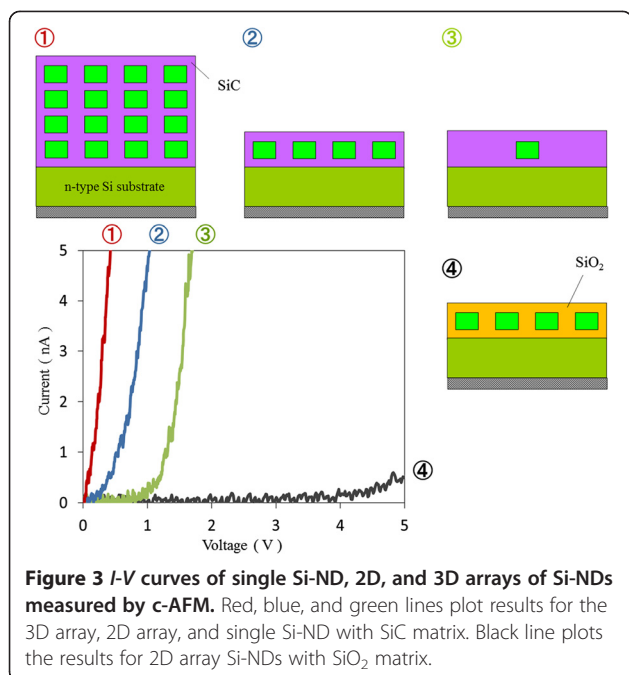 ① ② ③
SiC
n-type Si substrate
① ② ③
5
4
3
2
1
0
Current ( nA )
0 1 2 3 4 5
Voltage ( V )
④
④
SiO₂
Figure 3 I-V curves of single Si-ND, 2D, and 3D arrays of Si-NDs
measured by c-AFM. Red, blue, and green lines plot results for the
3D array, 2D array, and single Si-ND with SiC matrix. Black line plots
the results for 2D array Si-NDs with SiO₂ matrix.